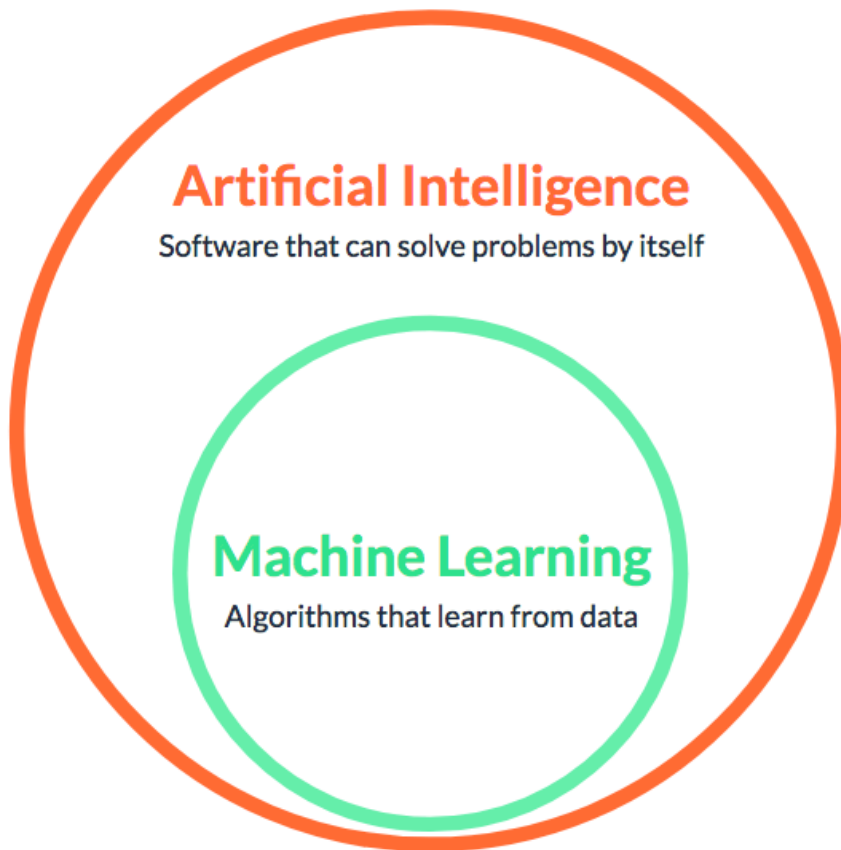 Artificial Intelligence
Software that can solve problems by itself
Machine Learning
Algorithms that learn from data